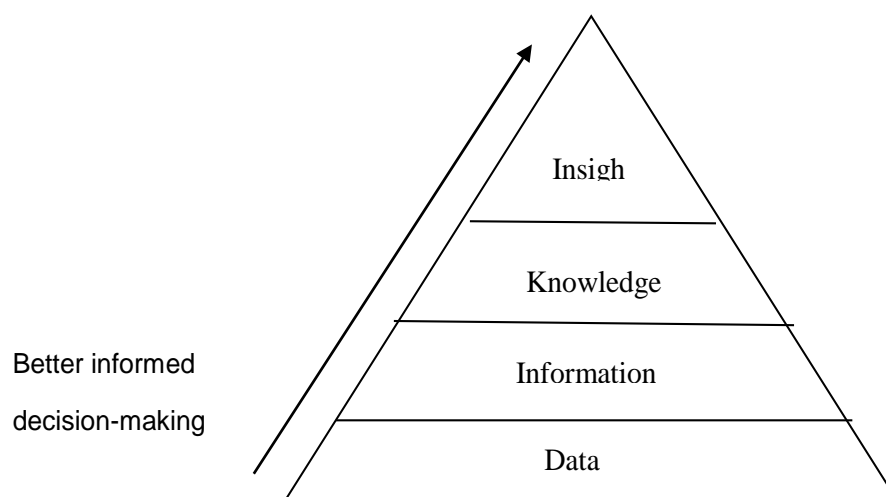 Insigh
Knowledge
Information
Data
Better informed
decision-making